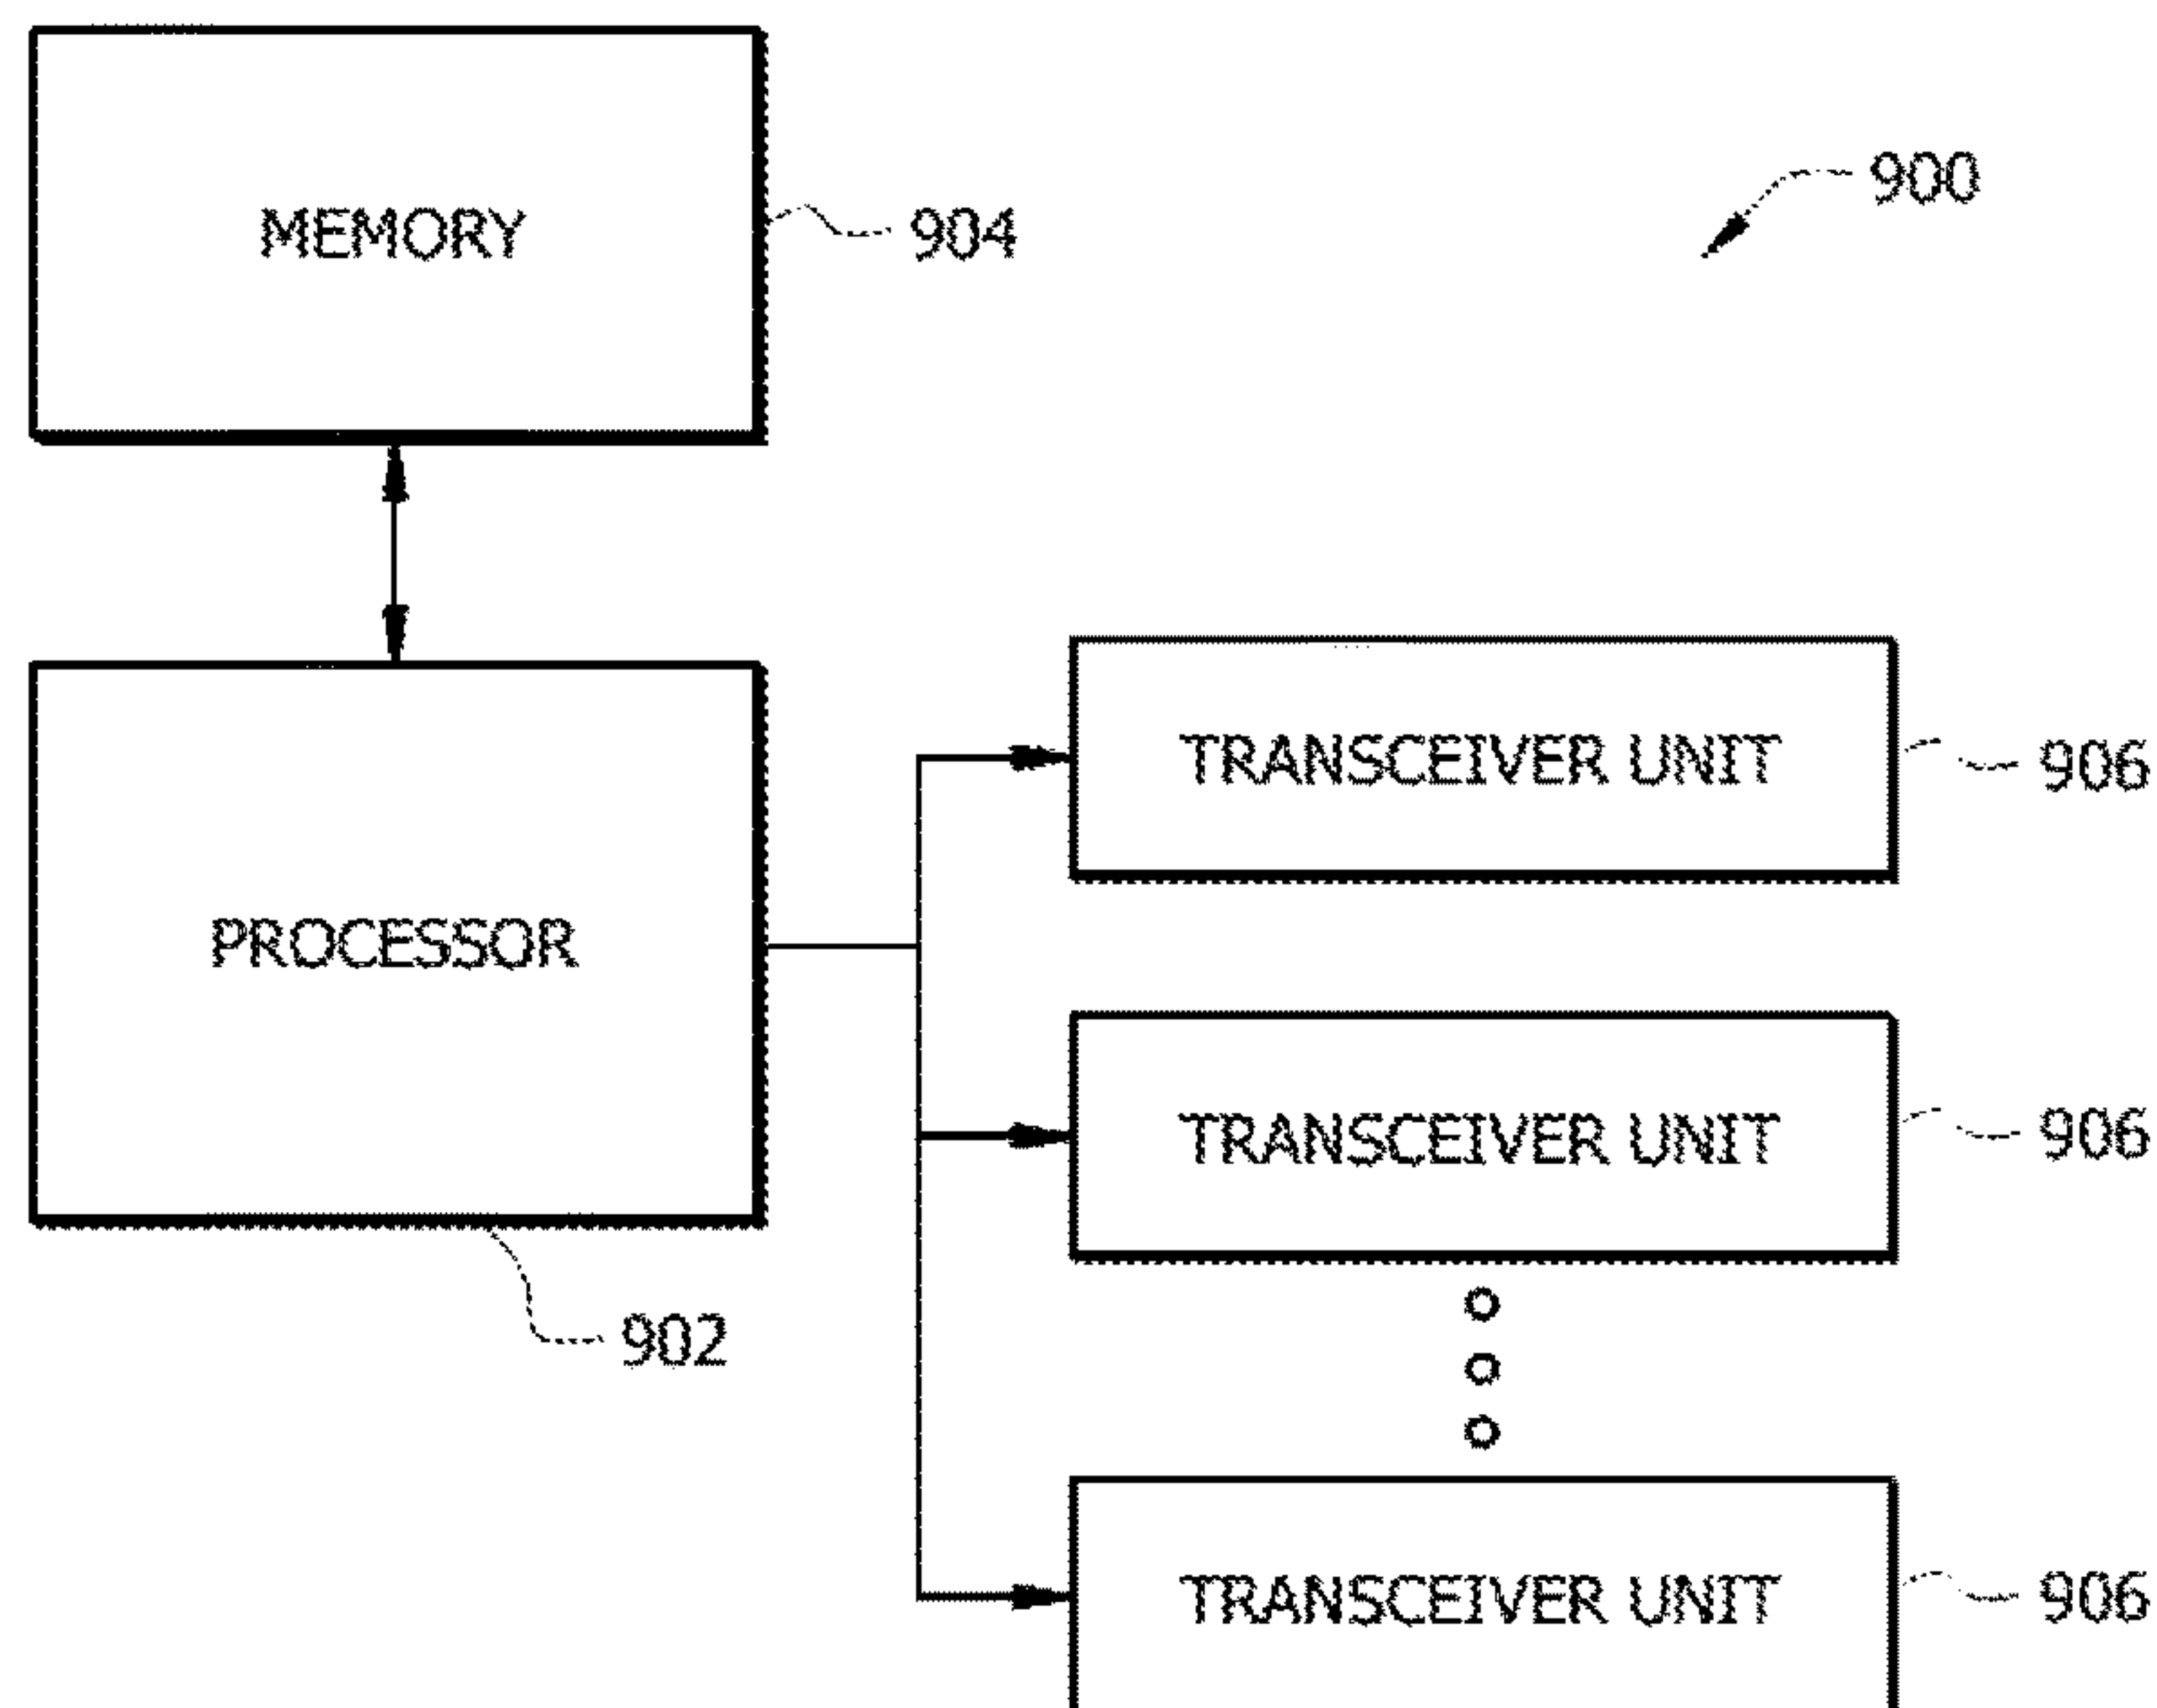 900
MEMORY
904
TRANSCEIVER UNIT
906
PROCESSOR
TRANSCEIVER UNIT
906
902
TRANSCEIVER UNIT
906